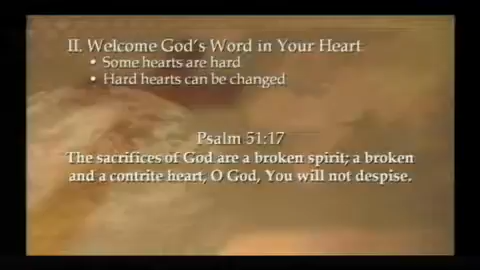 II. Welcome God's Word in Your Heart
• Some hearts are hard
• Hard hearts can be changed
Psalm 51:17
The sacrifices of God are a broken spirit; a broken
and a contrite heart, O God, You will not despise.